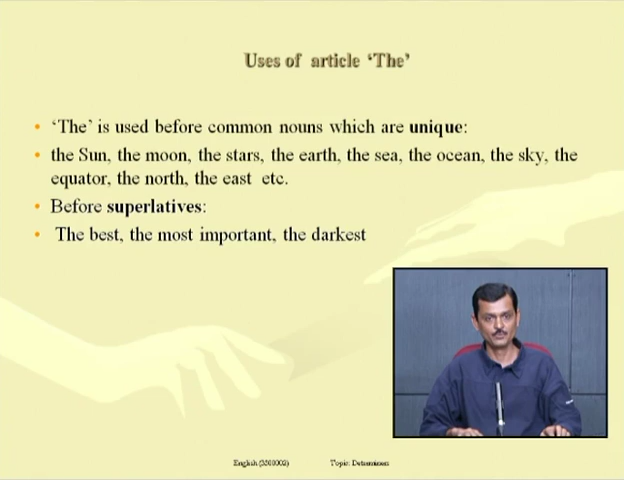 Uses of article ‘The’
• ‘The’ is used before common nouns which are unique:
• the Sun, the moon, the stars, the earth, the sea, the ocean, the sky, the
equator, the north, the east etc.
• Before superlatives:
• The best, the most important, the darkest
English (3300002) Topic: Determiners